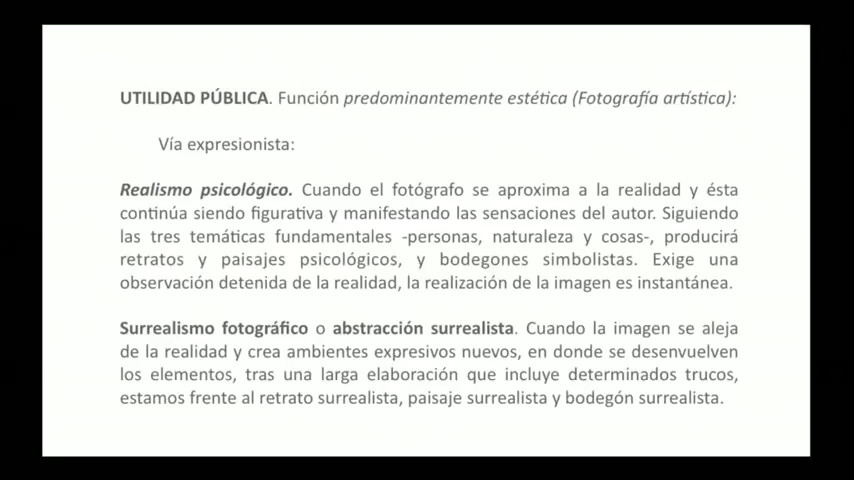 UTILIDAD PÚBLICA. Función predominantemente estética (Fotografía artística):
Vía expresionista:
Realismo psicológico. Cuando el fotógrafo se aproxima a la realidad y ésta
continúa siendo figurativa y manifestando las sensaciones del autor. Siguiendo
las tres temáticas fundamentales -personas, naturaleza y cosas-, producirá
retratos y paisajes psicológicos, y bodegones simbolistas. Exige una
observación detenida de la realidad, la realización de la imagen es instantánea.
Surrealismo fotográfico o abstracción surrealista. Cuando la imagen se aleja
de la realidad y crea ambientes expresivos nuevos, en donde se desenvuelven
los elementos, tras una larga elaboración que incluye determinados trucos,
estamos frente al retrato surrealista, paisaje surrealista y bodegón surrealista.